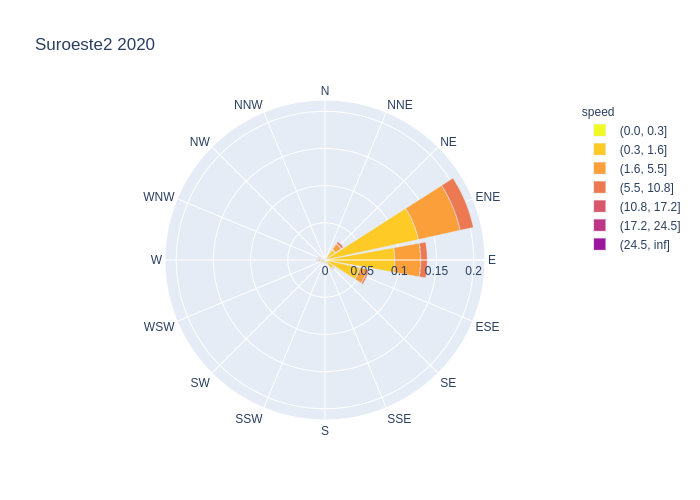 Suroeste2 2020
N
NNW
NNE
NW
NE
WNW
ENE
W
E
0
0.05
0.1
0.15
0.2
WSW
ESE
SW
SE
SSW
SSE
S
speed
(0.0, 0.3]
(0.3, 1.6]
(1.6, 5.5]
(5.5, 10.8]
(10.8, 17.2]
(17.2, 24.5]
(24.5, inf]